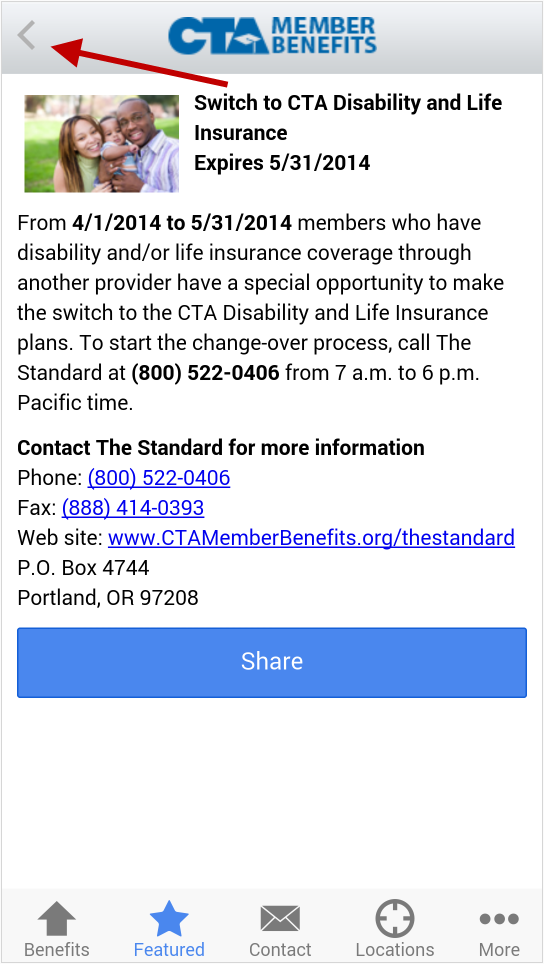 CTA MEMBER
BENEFITS
Switch to CTA Disability and Life
Insurance
Expires 5/31/2014
From 4/1/2014 to 5/31/2014 members who have
disability and/or life insurance coverage through
another provider have a special opportunity to make
the switch to the CTA Disability and Life Insurance
plans. To start the change-over process, call The
Standard at (800) 522-0406 from 7 a.m. to 6 p.m.
Pacific time.
Contact The Standard for more information
Phone: (800) 522-0406
Fax: (888) 414-0393
Web site: www.CTAMemberBenefits.org/thestandard
P.O. Box 4744
Portland, OR 97208
Share
Benefits Featured Contact Locations More